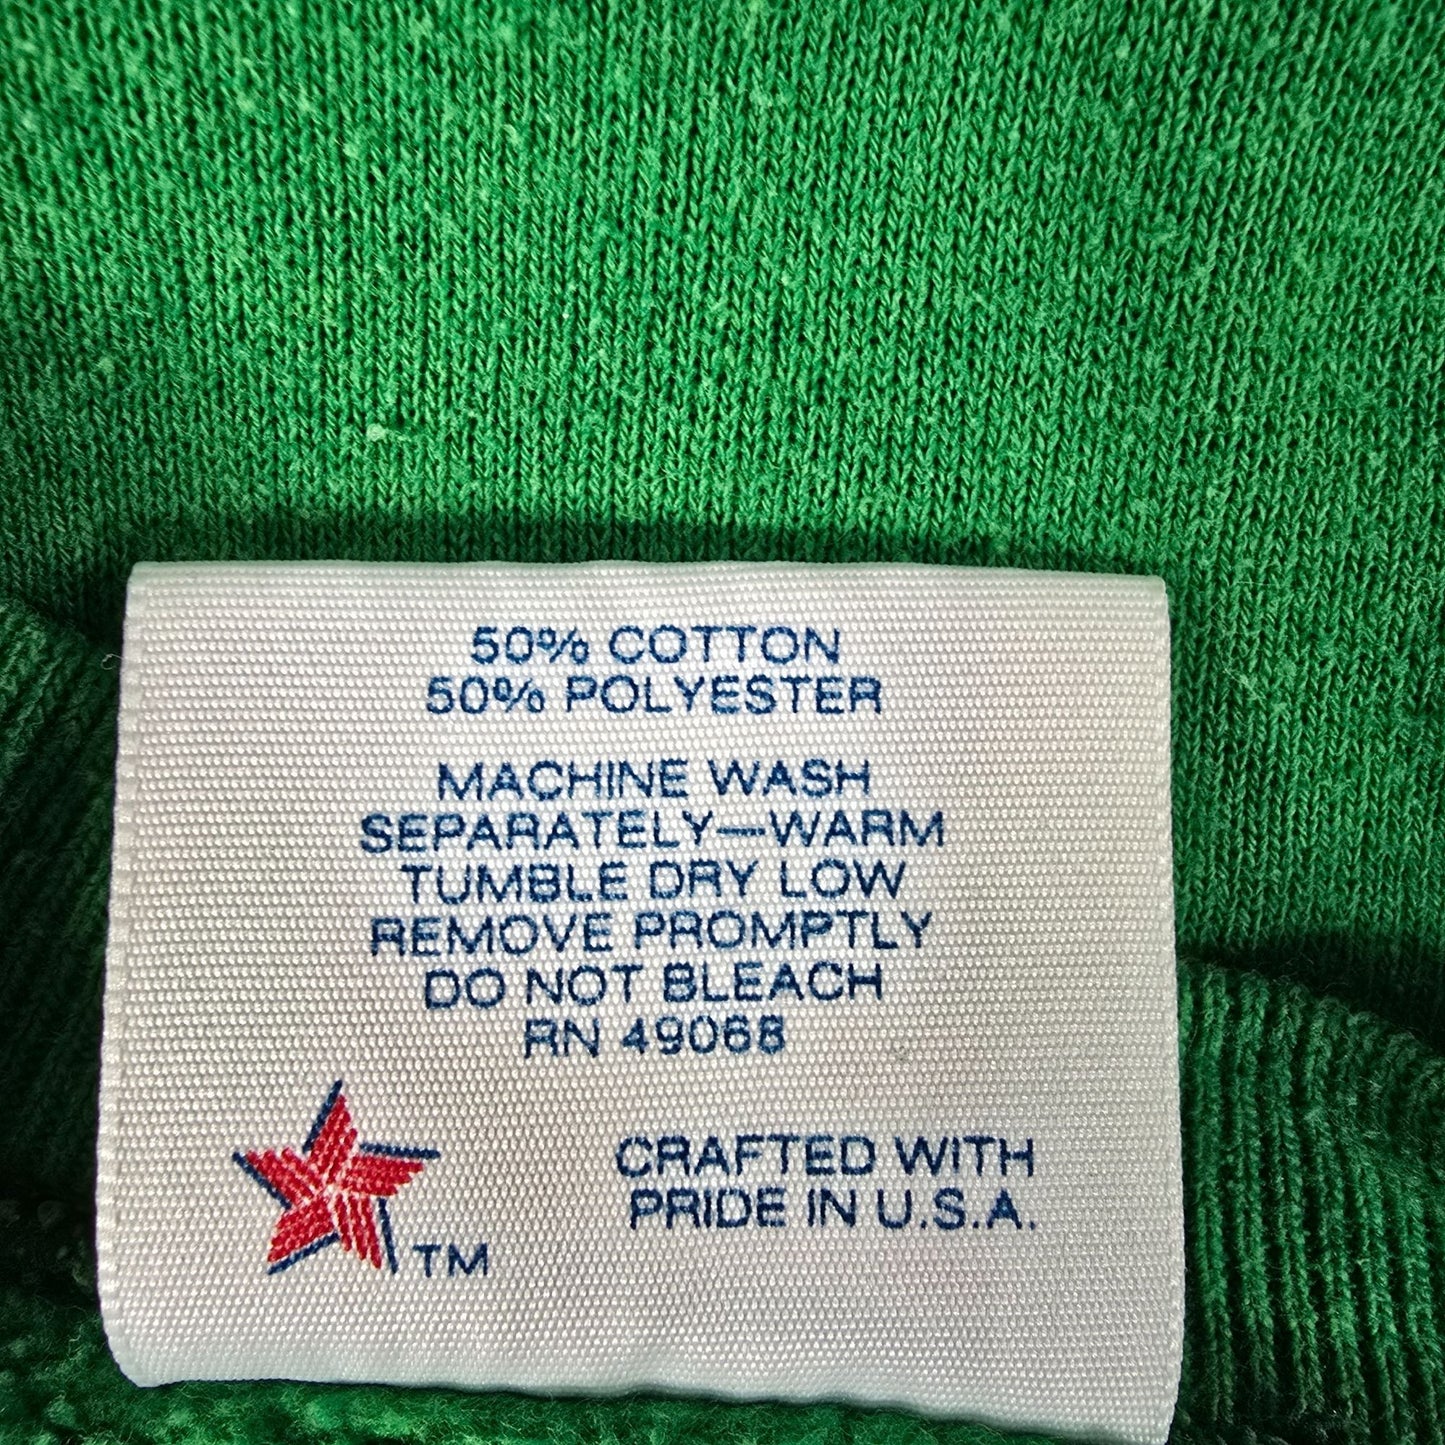 50% COTTON
50% POLYESTER
MACHINE WASH
SEPARATELY—WARM
TUMBLE DRY LOW
REMOVE PROMPTLY
DO NOT BLEACH
RN 49068
CRAFTED WITH
PRIDE IN U.S.A.
TM